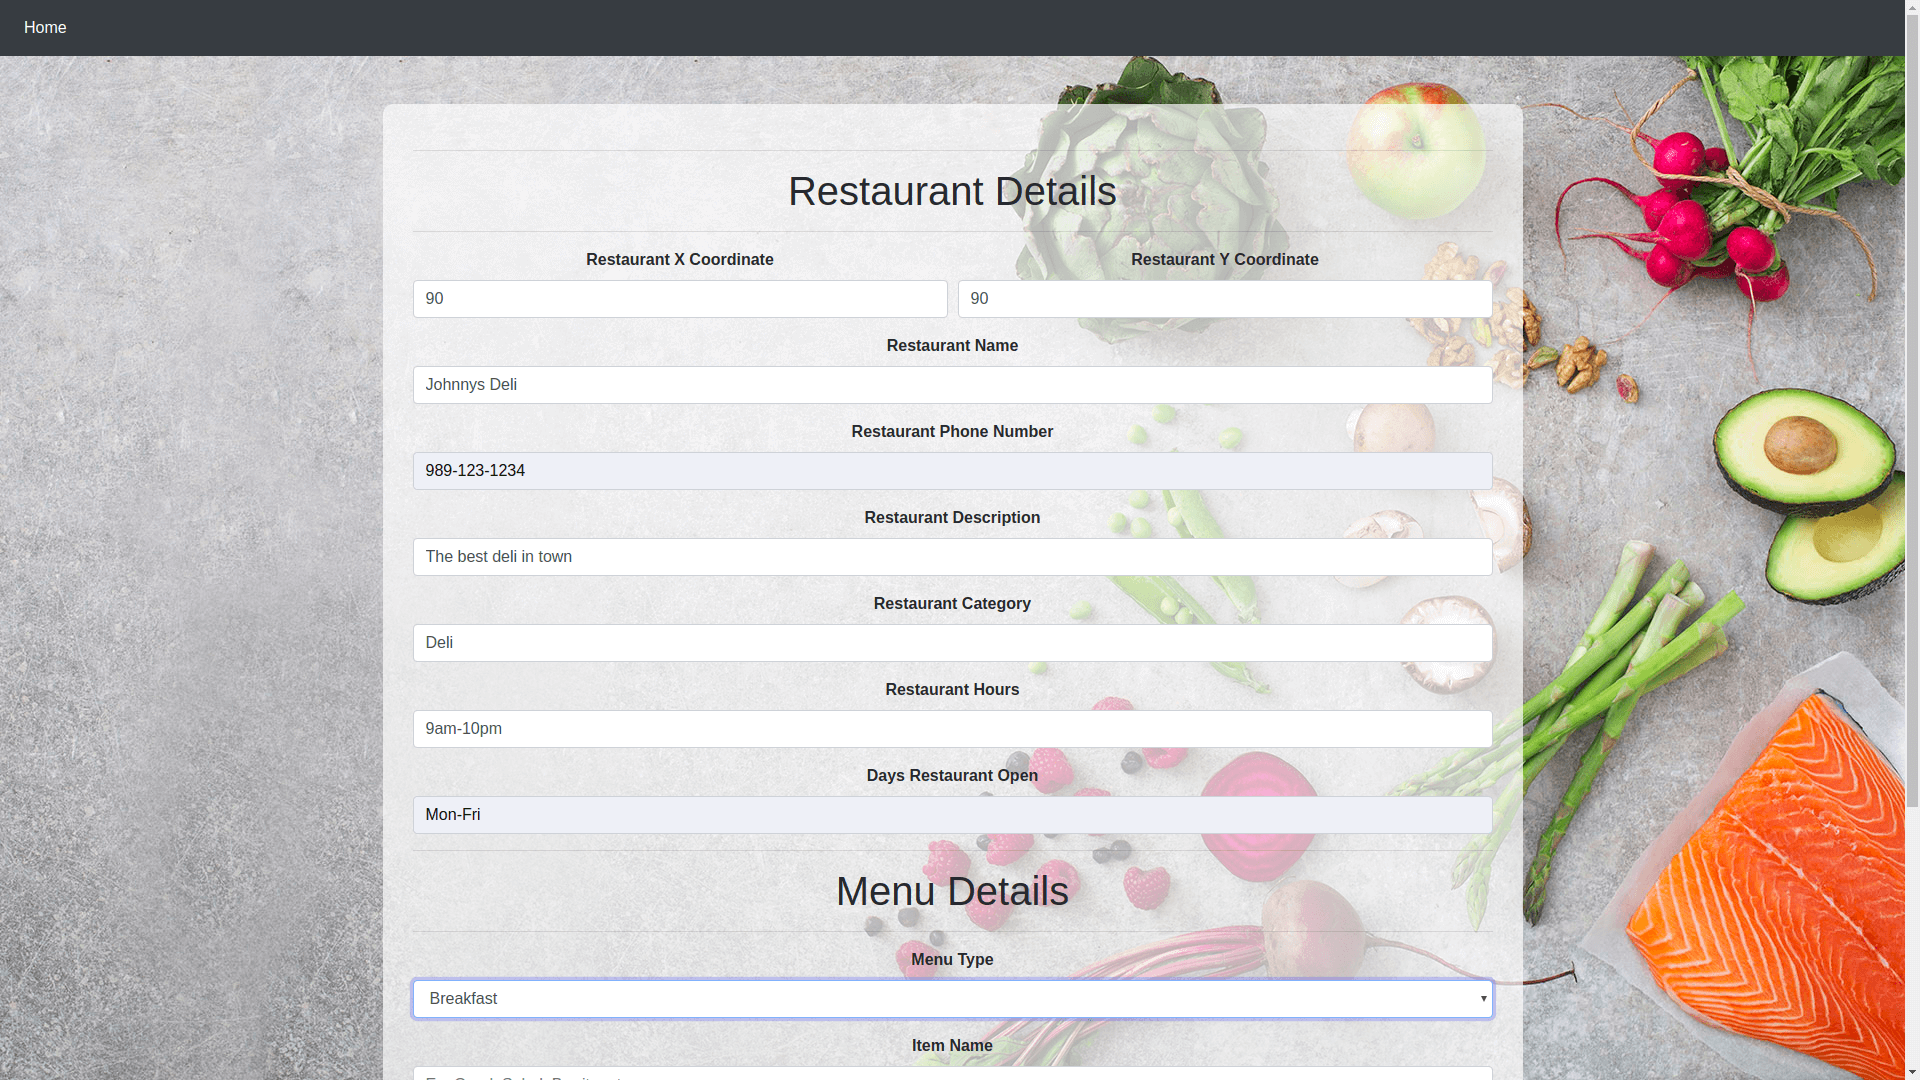 Home
Restaurant Details
Restaurant X Coordinate
Restaurant Y Coordinate
90
90
Restaurant Name
Johnnys Deli
Restaurant Phone Number
989-123-1234
Restaurant Description
The best deli in town
Restaurant Category
Deli
Restaurant Hours
9am-10pm
Days Restaurant Open
Mon-Fri
Menu Details
Menu Type
Breakfast
Item Name